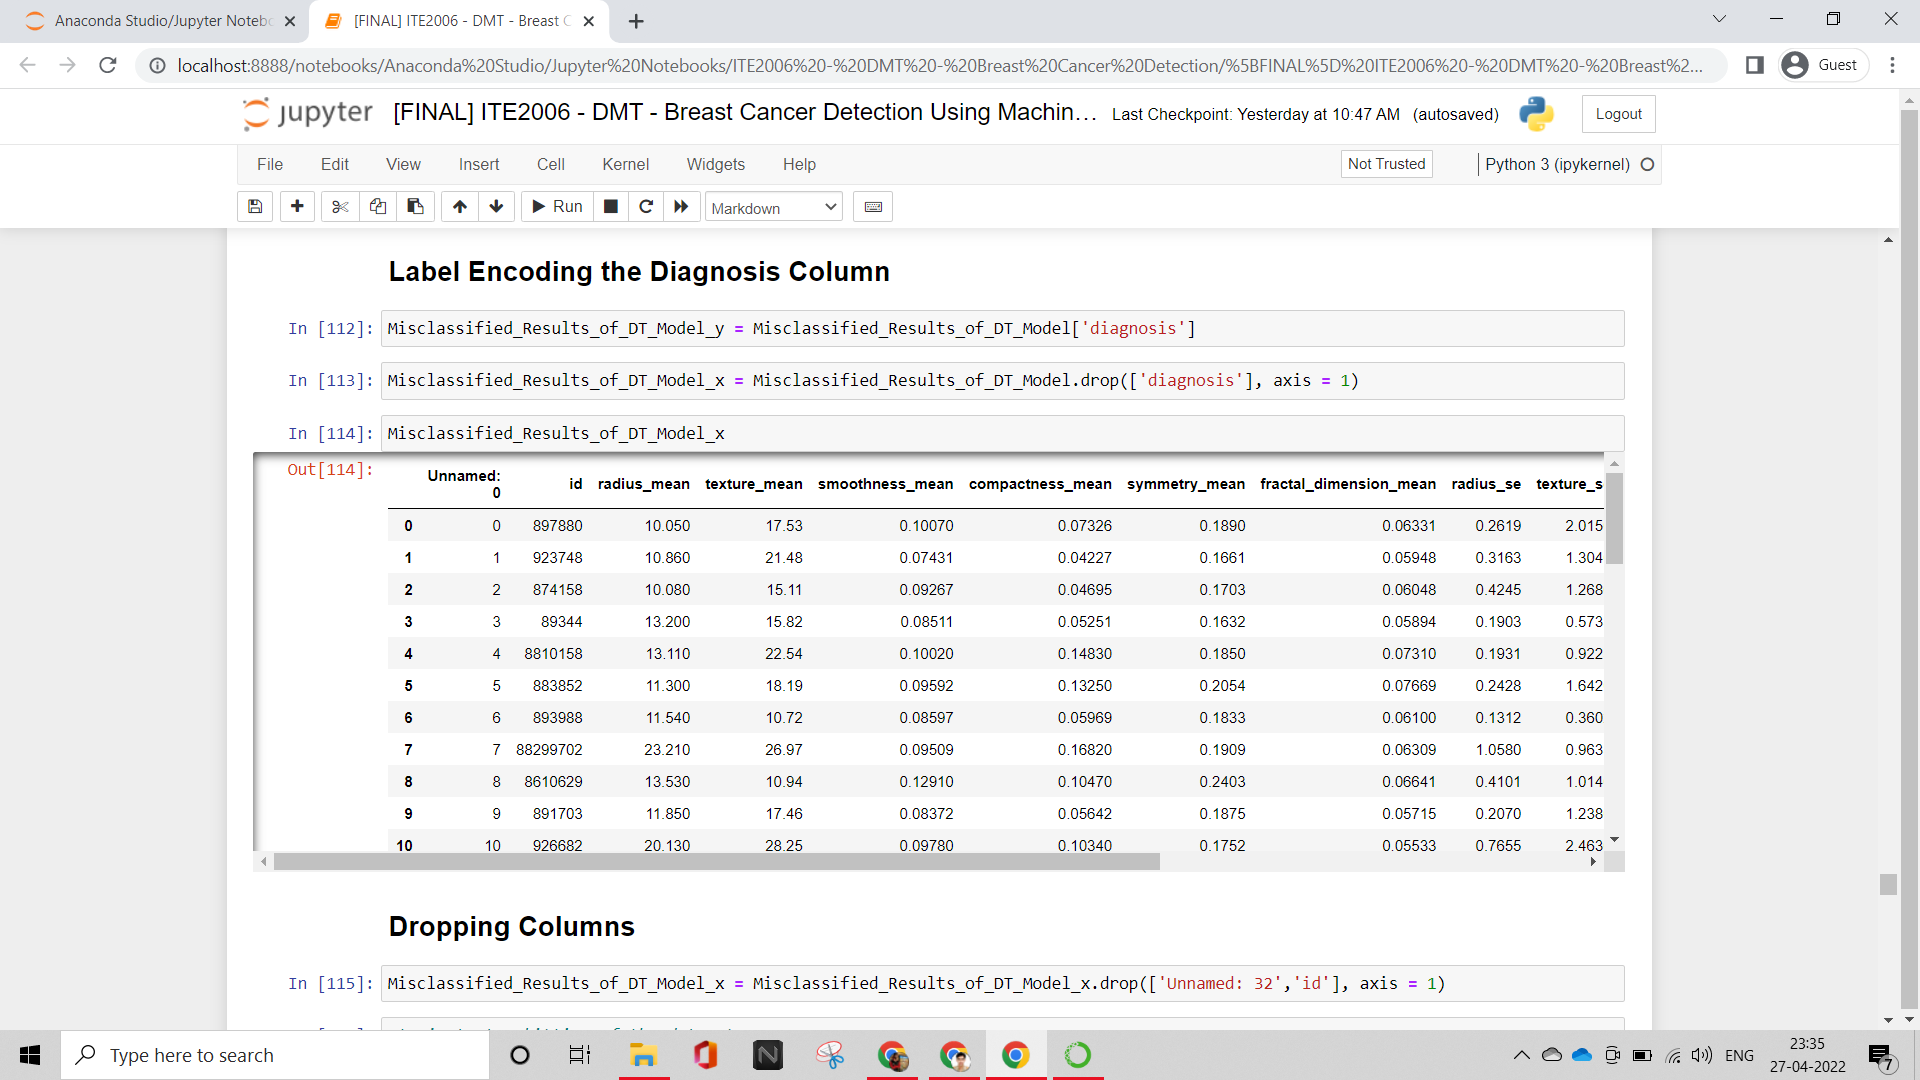 Anaconda Studio/Jupyter Noteb
[FINAL] ITE2006 - DMT - Breast C
localhost:8888/notebooks/Anaconda%20Studio/Jupyter%20Notebooks/ITE2006%20-%20DMT%20-%20Breast%20Cancer%20Detection/%5BFINAL%5D%20ITE2006%20-%20DMT%20-%20Breast%2...
Guest
jupyter [FINAL] ITE2006 - DMT - Breast Cancer Detection Using Machin… Last Checkpoint: Yesterday at 10:47 AM (autosaved) Logout
File Edit View Insert Cell Kernel Widgets Help Not Trusted Python 3 (ipykernel)
Run Markdown
Label Encoding the Diagnosis Column
In [112]: Misclassified_Results_of_DT_Model_y = Misclassified_Results_of_DT_Model['diagnosis']
In [113]: Misclassified_Results_of_DT_Model_x = Misclassified_Results_of_DT_Model.drop(['diagnosis'], axis = 1)
In [114]: Misclassified_Results_of_DT_Model_x
Out[114]:
Unnamed: 0 id radius_mean texture_mean smoothness_mean compactness_mean symmetry_mean fractal_dimension_mean radius_se texture_s
0 0 897880 10.050 17.53 0.10070 0.07326 0.1890 0.06331 0.2619 2.015
1 1 923748 10.860 21.48 0.07431 0.04227 0.1661 0.05948 0.3163 1.304
2 2 874158 10.080 15.11 0.09267 0.04695 0.1703 0.06048 0.4245 1.268
3 3 89344 13.200 15.82 0.08511 0.05251 0.1632 0.05894 0.1903 0.573
4 4 8810158 13.110 22.54 0.10020 0.14830 0.1850 0.07310 0.1931 0.922
5 5 883852 11.300 18.19 0.09592 0.13250 0.2054 0.07669 0.2428 1.642
6 6 893988 11.540 10.72 0.08597 0.05969 0.1833 0.06100 0.1312 0.360
7 7 88299702 23.210 26.97 0.09509 0.16820 0.1909 0.06309 1.0580 0.963
8 8 8610629 13.530 10.94 0.12910 0.10470 0.2403 0.06641 0.4101 1.014
9 9 891703 11.850 17.46 0.08372 0.05642 0.1875 0.05715 0.2070 1.238
10 10 926682 20.130 28.25 0.09780 0.10340 0.1752 0.05533 0.7655 2.463
Dropping Columns
In [115]: Misclassified_Results_of_DT_Model_x = Misclassified_Results_of_DT_Model_x.drop(['Unnamed: 32','id'], axis = 1)
Type here to search
ENG
23:35
27-04-2022
7